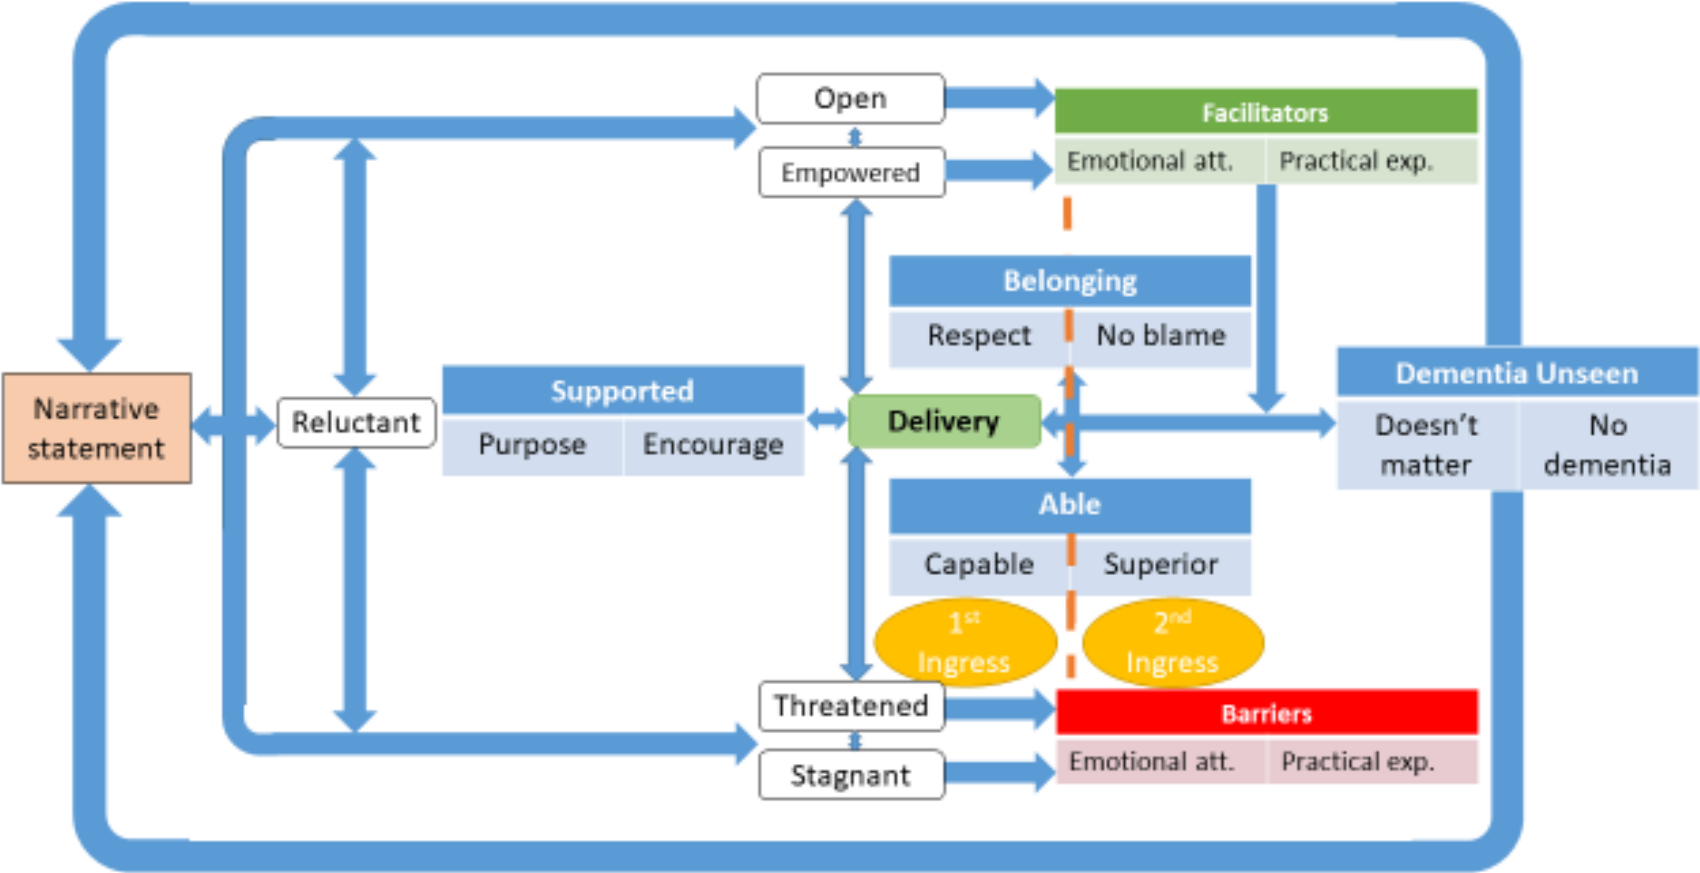 Open
Facilitators
Empowered
Emotional att.
Practical exp.
Belonging
Respect
No blame
Narrative
statement
Reluctant
Supported
Purpose
Encourage
Delivery
Dementia Unseen
Doesn't
matter
No
dementia
Able
Capable
Superior
1st
Ingress
2nd
Ingress
Threatened
Barriers
Stagnant
Emotional att.
Practical exp.